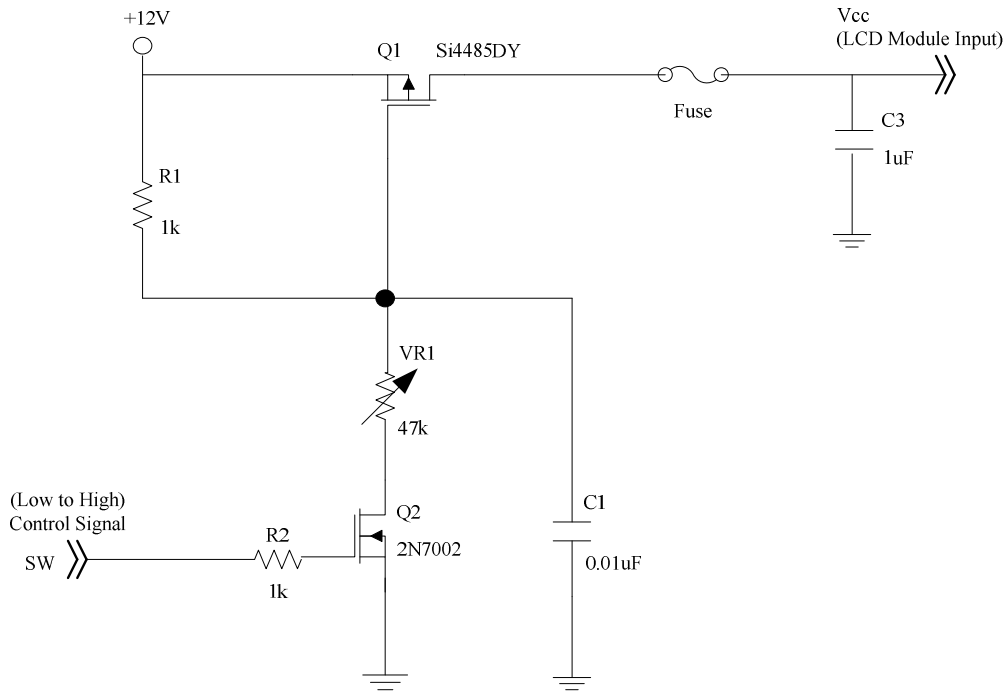 +12V
Vcc
(LCD Module Input)
Q1
Si4485DY
Fuse
C3
1uF
R1
1k
VR1
47k
(Low to High)
Control Signal
SW
R2
1k
Q2
2N7002
C1
0.01uF